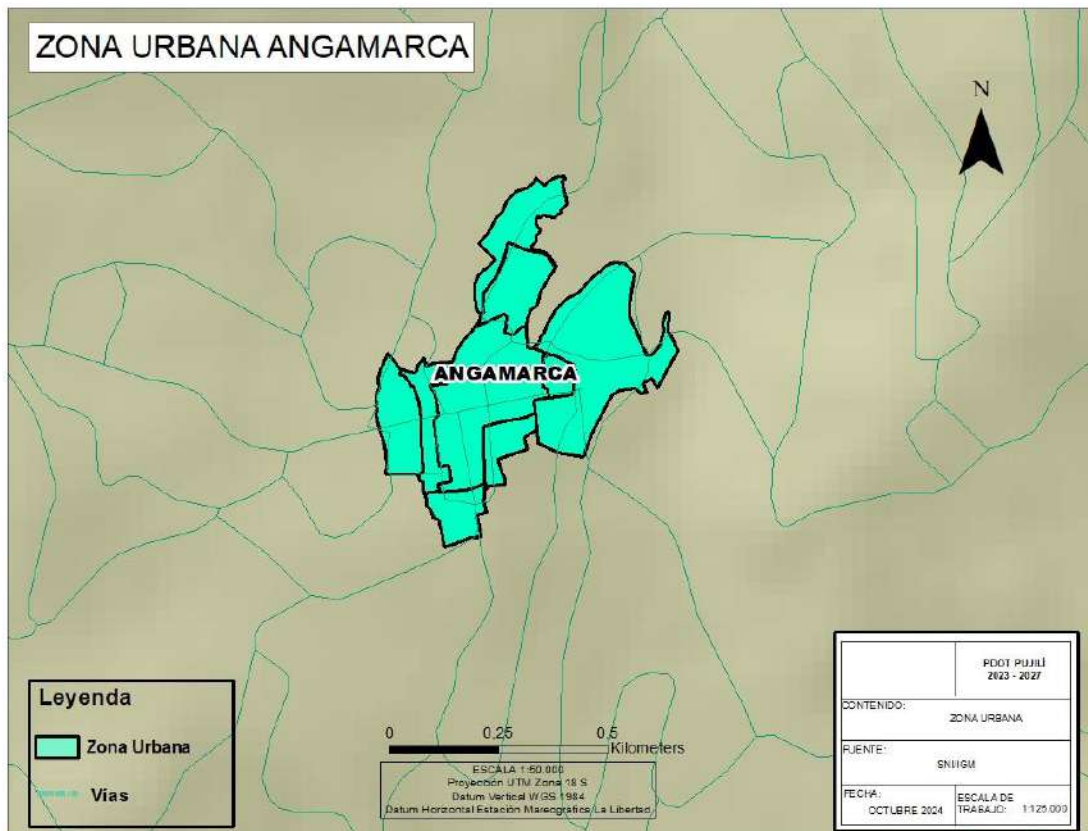 ZONA URBANA ANGAMARCA
N
ANGAMARCA
Leyenda
Zona Urbana
Vías
0 0,25 0,5
Kilometers
ESCALA 1:50.000
Proyección UTM Zona 18 S
Datum Vertical WGS 1984
Datum Horizontal Estación Mareográfica La Libertad
PDOT PUJILÍ
2023 - 2027
CONTENIDO:
ZONA URBANA
FUENTE:
FECHA:
OCTUBRE 2024
ESCALA DE
TRABAJO: 1:125.000